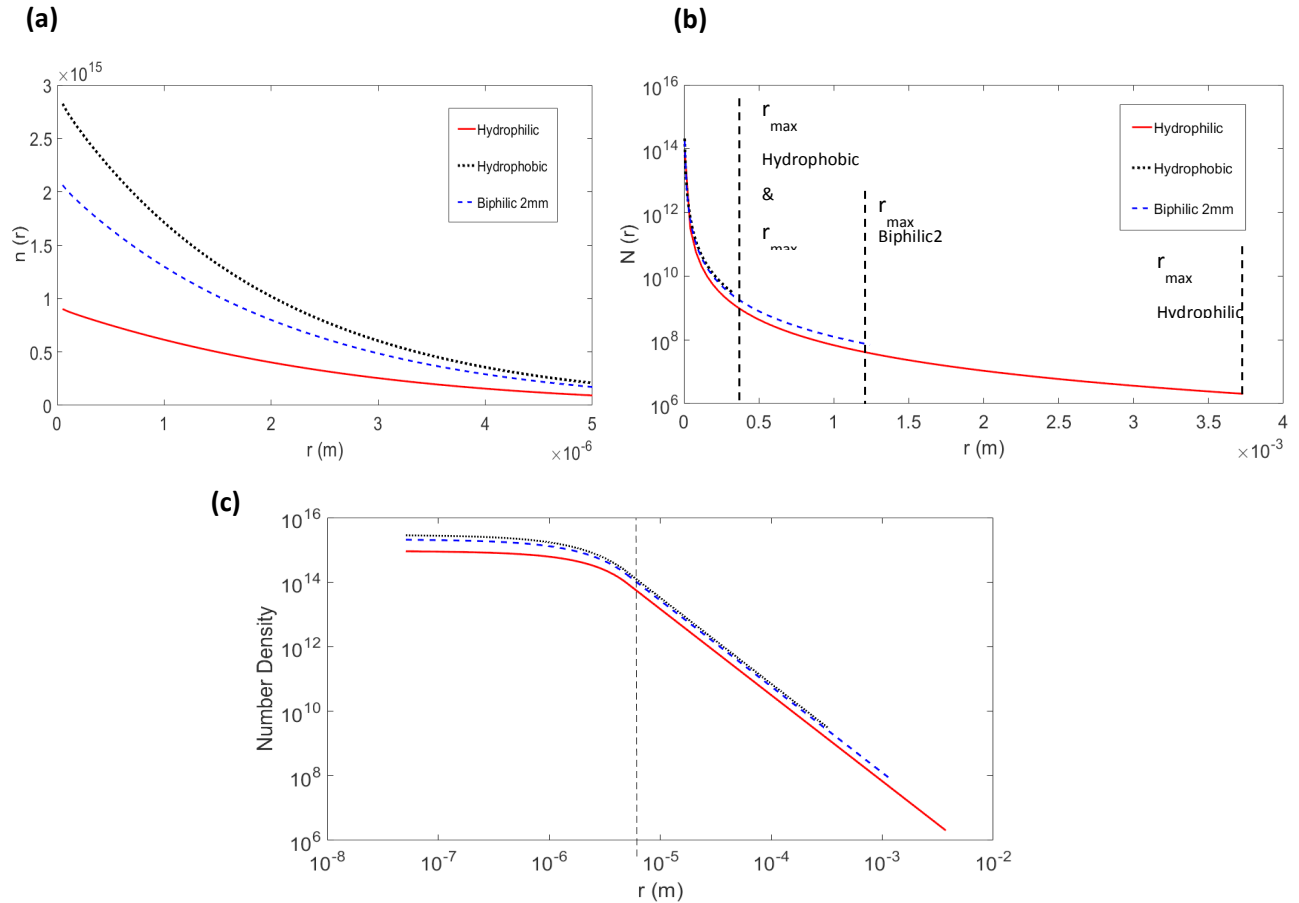 (a)
×10^15
3
2.5
2
1.5
1
0.5
0
n (r)
0
1
2
3
4
5
r (m)
×10^-6
Hydrophilic
Hydrophobic
Biphilic 2mm
(b)
10^16
10^14
10^12
10^10
10^8
10^6
N (r)
0
0.5
1
1.5
2
2.5
3
3.5
4
r (m)
×10^-3
r
max
Hydrophobic
&
r
max
r
max
Biphilic2
r
max
Hydrophilic
Hydrophilic
Hydrophobic
Biphilic 2mm
(c)
10^16
10^14
10^12
10^10
10^8
10^6
Number Density
10^-8
10^-7
10^-6
10^-5
10^-4
10^-3
10^-2
r (m)